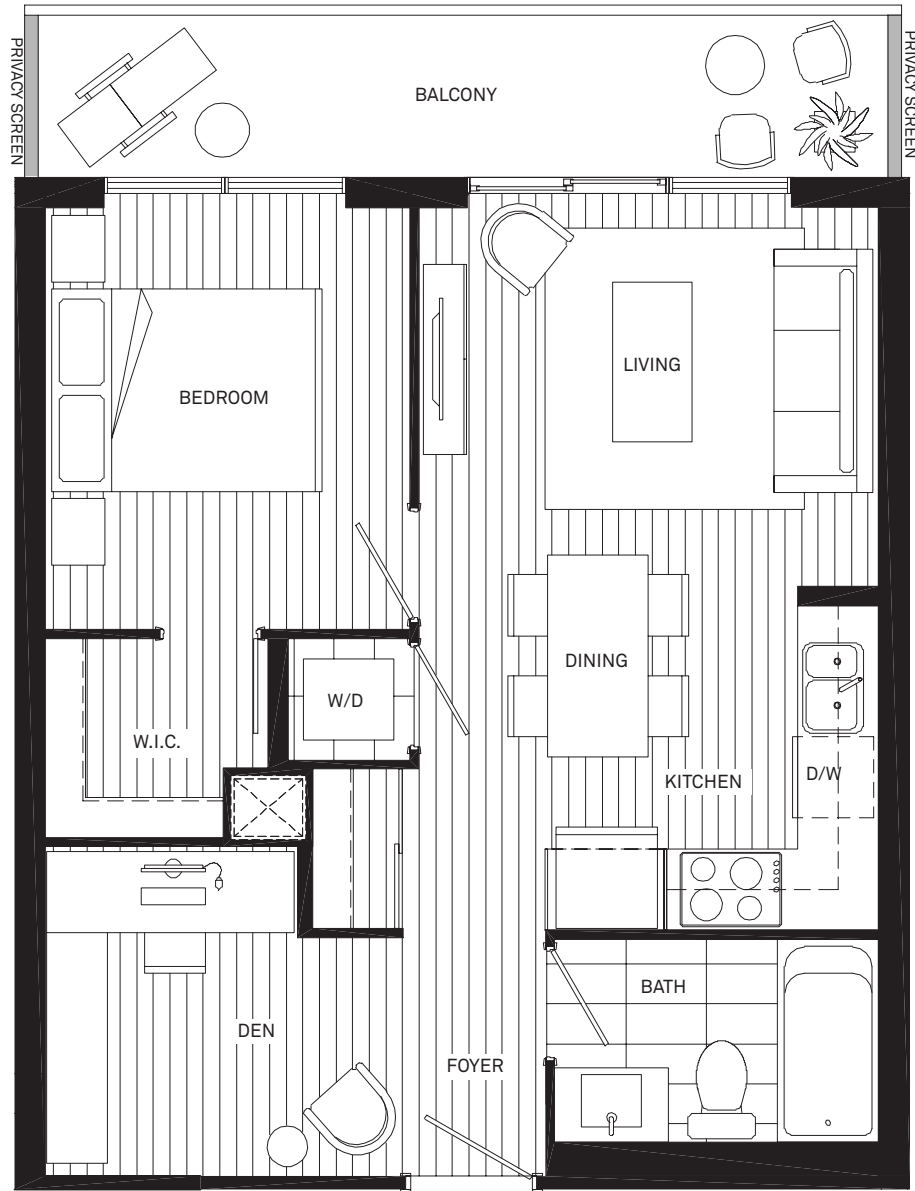 PRIVACY SCREEN
BALCONY
PRIVACY SCREEN
BEDROOM
LIVING
DINING
W/D
W.I.C.
KITCHEN
D/W
BATH
DEN
FOYER